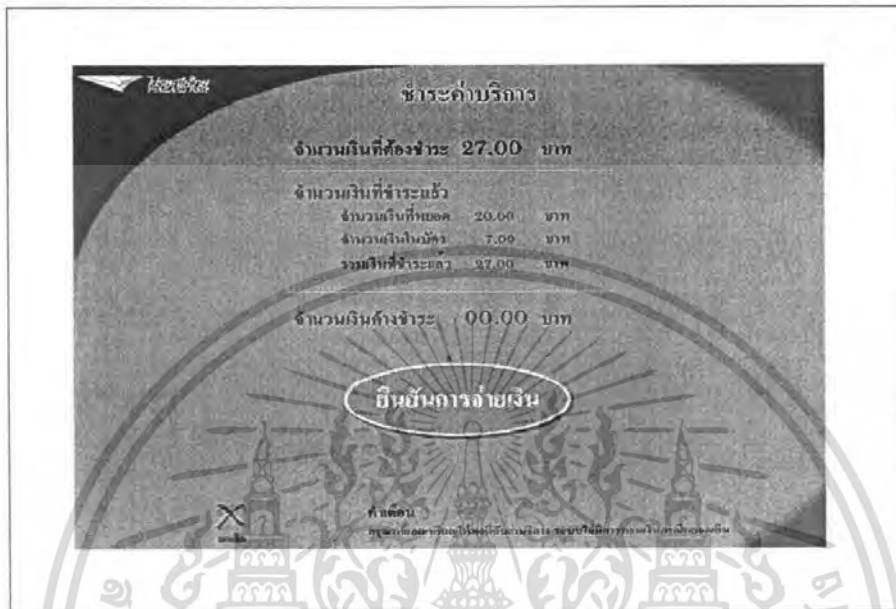 ไปรษณีย์ไทย
ชำระค่าบริการ
จำนวนเงินที่ต้องชำระ 27.00 บาท
จำนวนเงินที่ชำระแล้ว
จำนวนเงินที่หยอด 20.00 บาท
จำนวนเงินในบัตร 7.00 บาท
รวมเงินที่ชำระแล้ว 27.00 บาท
จำนวนเงินค้างชำระ 00.00 บาท
ยืนยันการจ่ายเงิน
ยกเลิก
คำเตือน